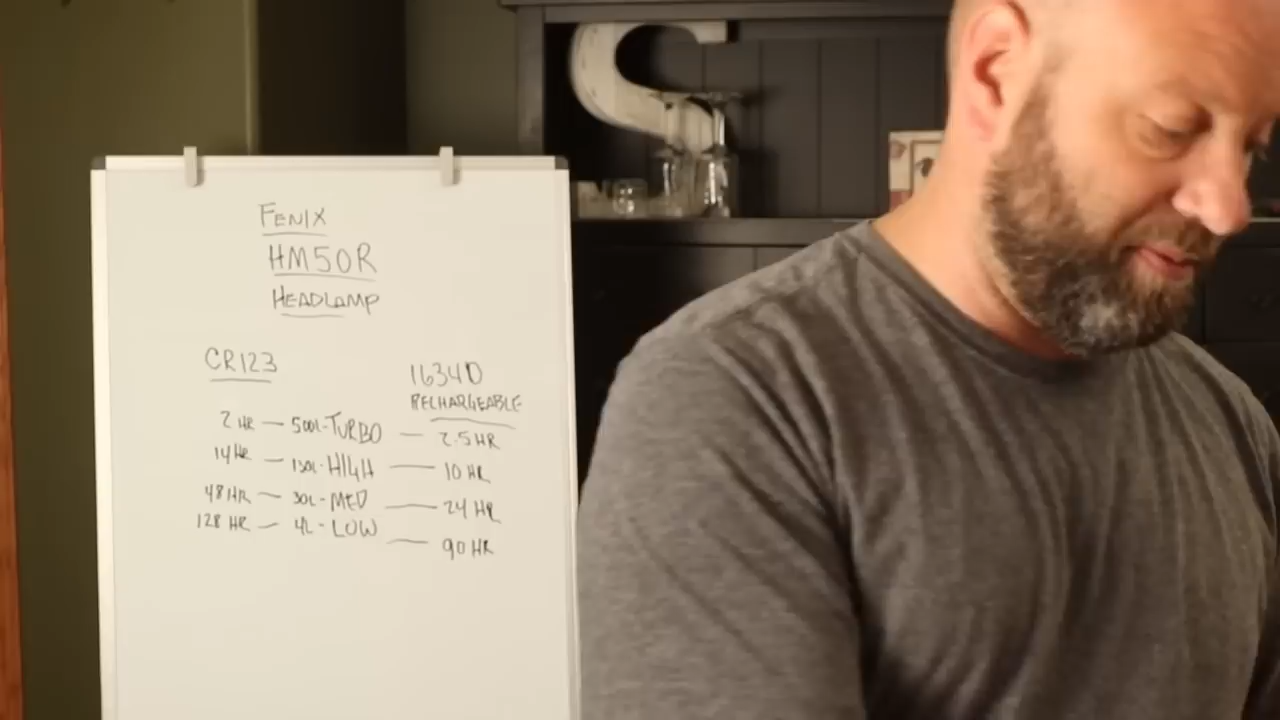 FENIX
HM50R
HEADLAMP
CR123
16340
RECHARGEABLE
2 HR — 500L-TURBO — 2.5 HR
14 HR — 130L-HIGH — 10 HR
48 HR — 30L-MED — 24 HR
128 HR — 4L-LOW — 90 HR
S